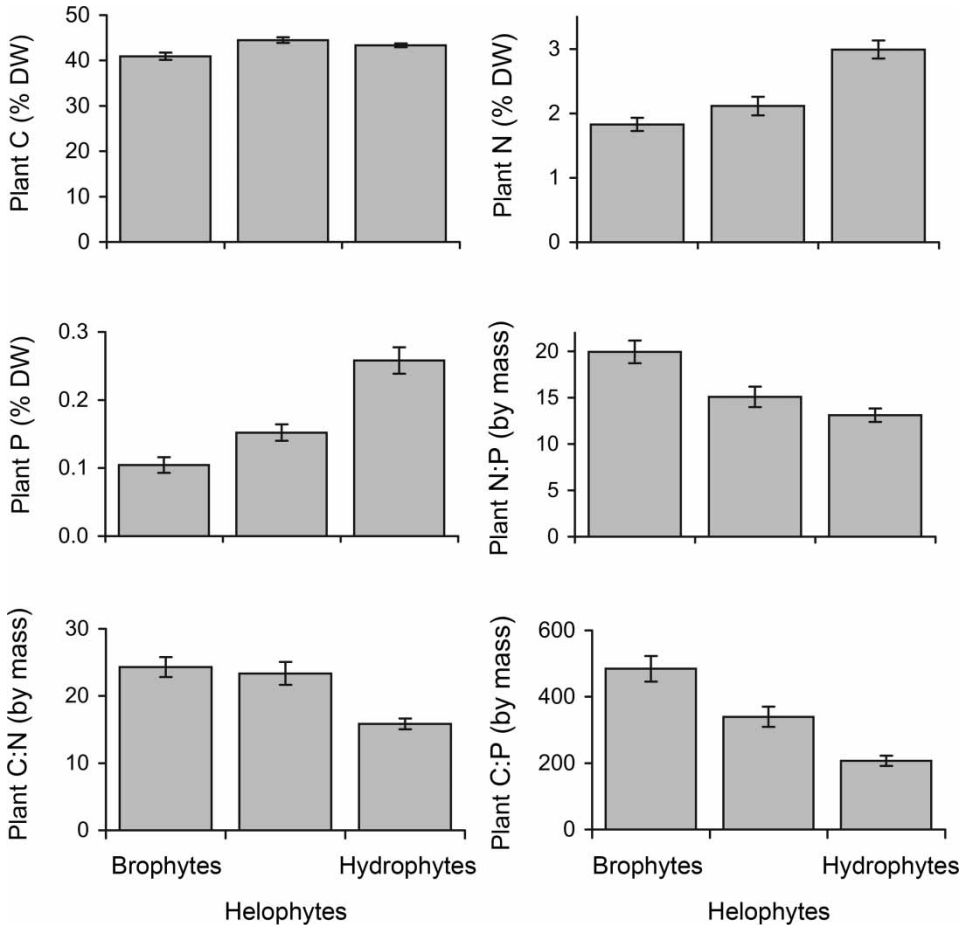 Plant C (% DW)
50
40
30
20
10
0
Plant N (% DW)
3
2
1
0
Plant P (% DW)
0.3
0.2
0.1
0.0
Plant N:P (by mass)
20
15
10
5
0
Plant C:N (by mass)
30
20
10
0
Brophytes
Hydrophytes
Helophytes
Plant C:P (by mass)
600
400
200
0
Brophytes
Hydrophytes
Helophytes